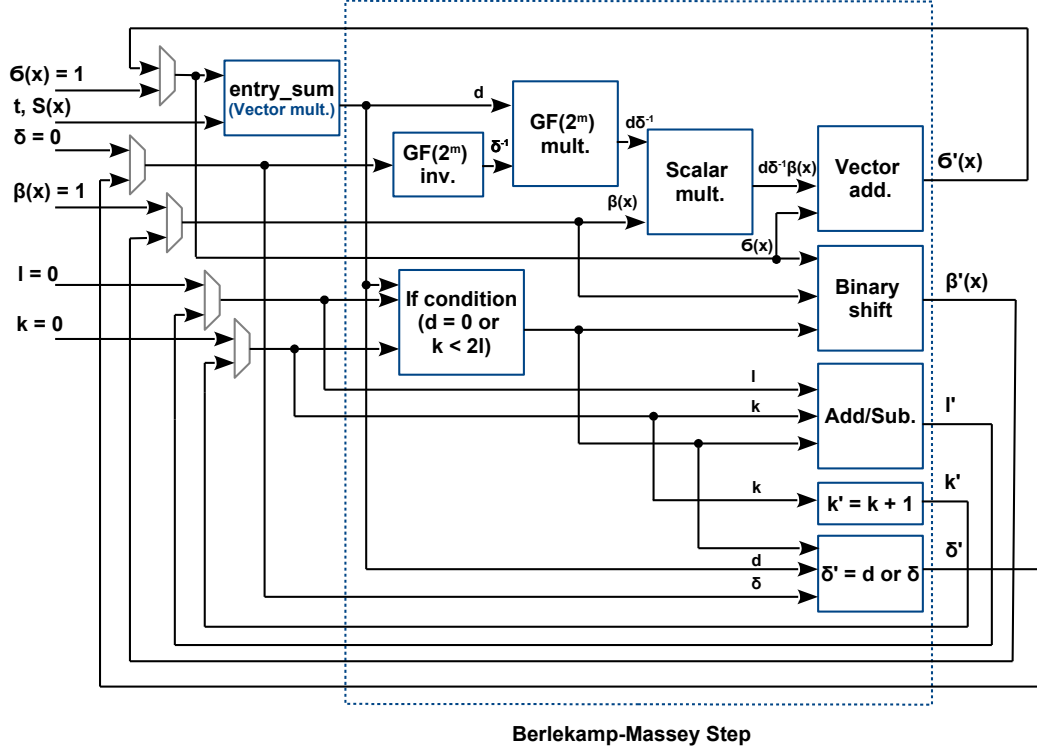 б(x) = 1
t, S(x)
δ = 0
β(x) = 1
l = 0
k = 0
entry_sum
(Vector mult.)
d
GF(2ᵐ)
inv.
δ⁻¹
GF(2ᵐ)
mult.
dδ⁻¹
β(x)
Scalar
mult.
dδ⁻¹β(x)
б(x)
Vector
add.
б'(x)
If condition
(d = 0 or
k < 2l)
Binary
shift
β'(x)
l
k
Add/Sub.
l'
k
k' = k + 1
k'
d
δ
δ' = d or δ
δ'
Berlekamp-Massey Step